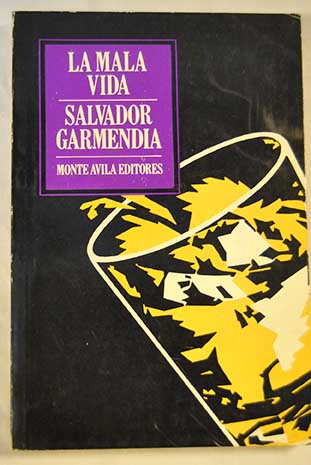 LA MALA
VIDA
SALVADOR
GARMENDIA
MONTE AVILA EDITORES